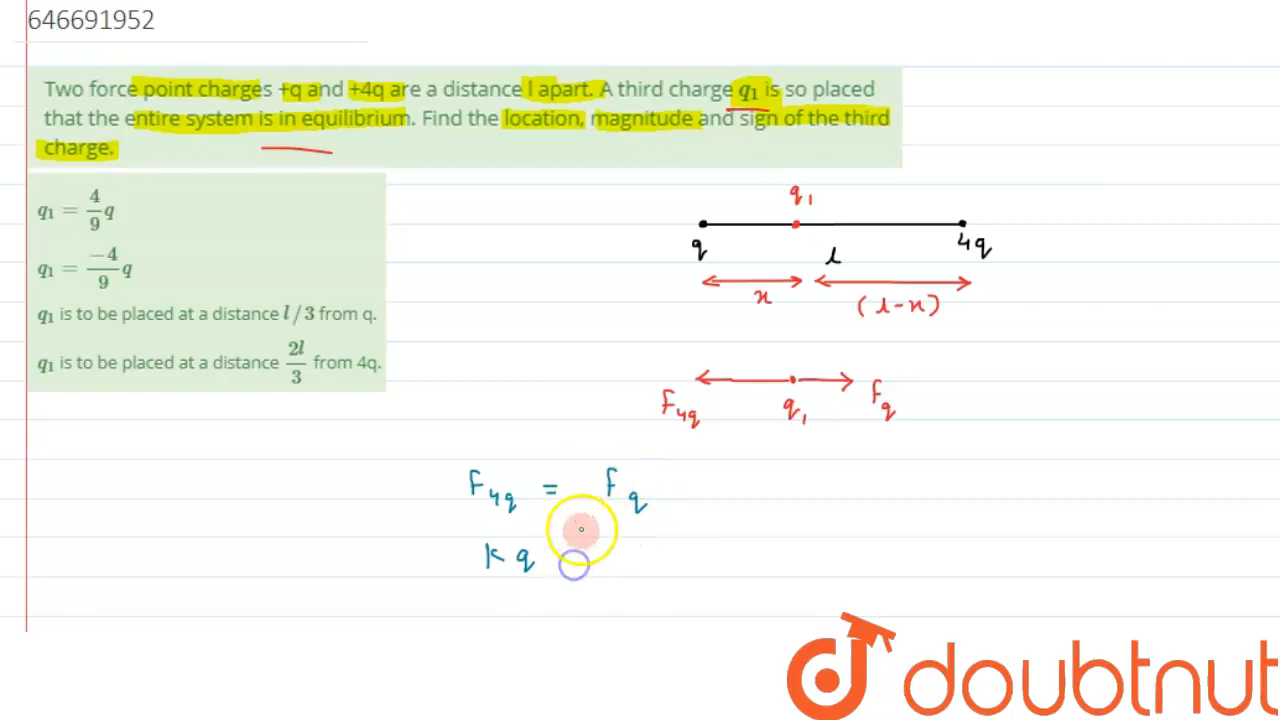 646691952
Two force point charges +q and +4q are a distance l apart. A third charge q₁ is so placed
that the entire system is in equilibrium. Find the location, magnitude and sign of the third
charge.
q₁ = 4/9 q
q₁ = −4/9 q
q₁ is to be placed at a distance l/3 from q.
q₁ is to be placed at a distance 2l/3 from 4q.
q₁
q
l
4q
x
(l-x)
F4q
q₁
Fq
F4q = Fq
Kq
doubtnut